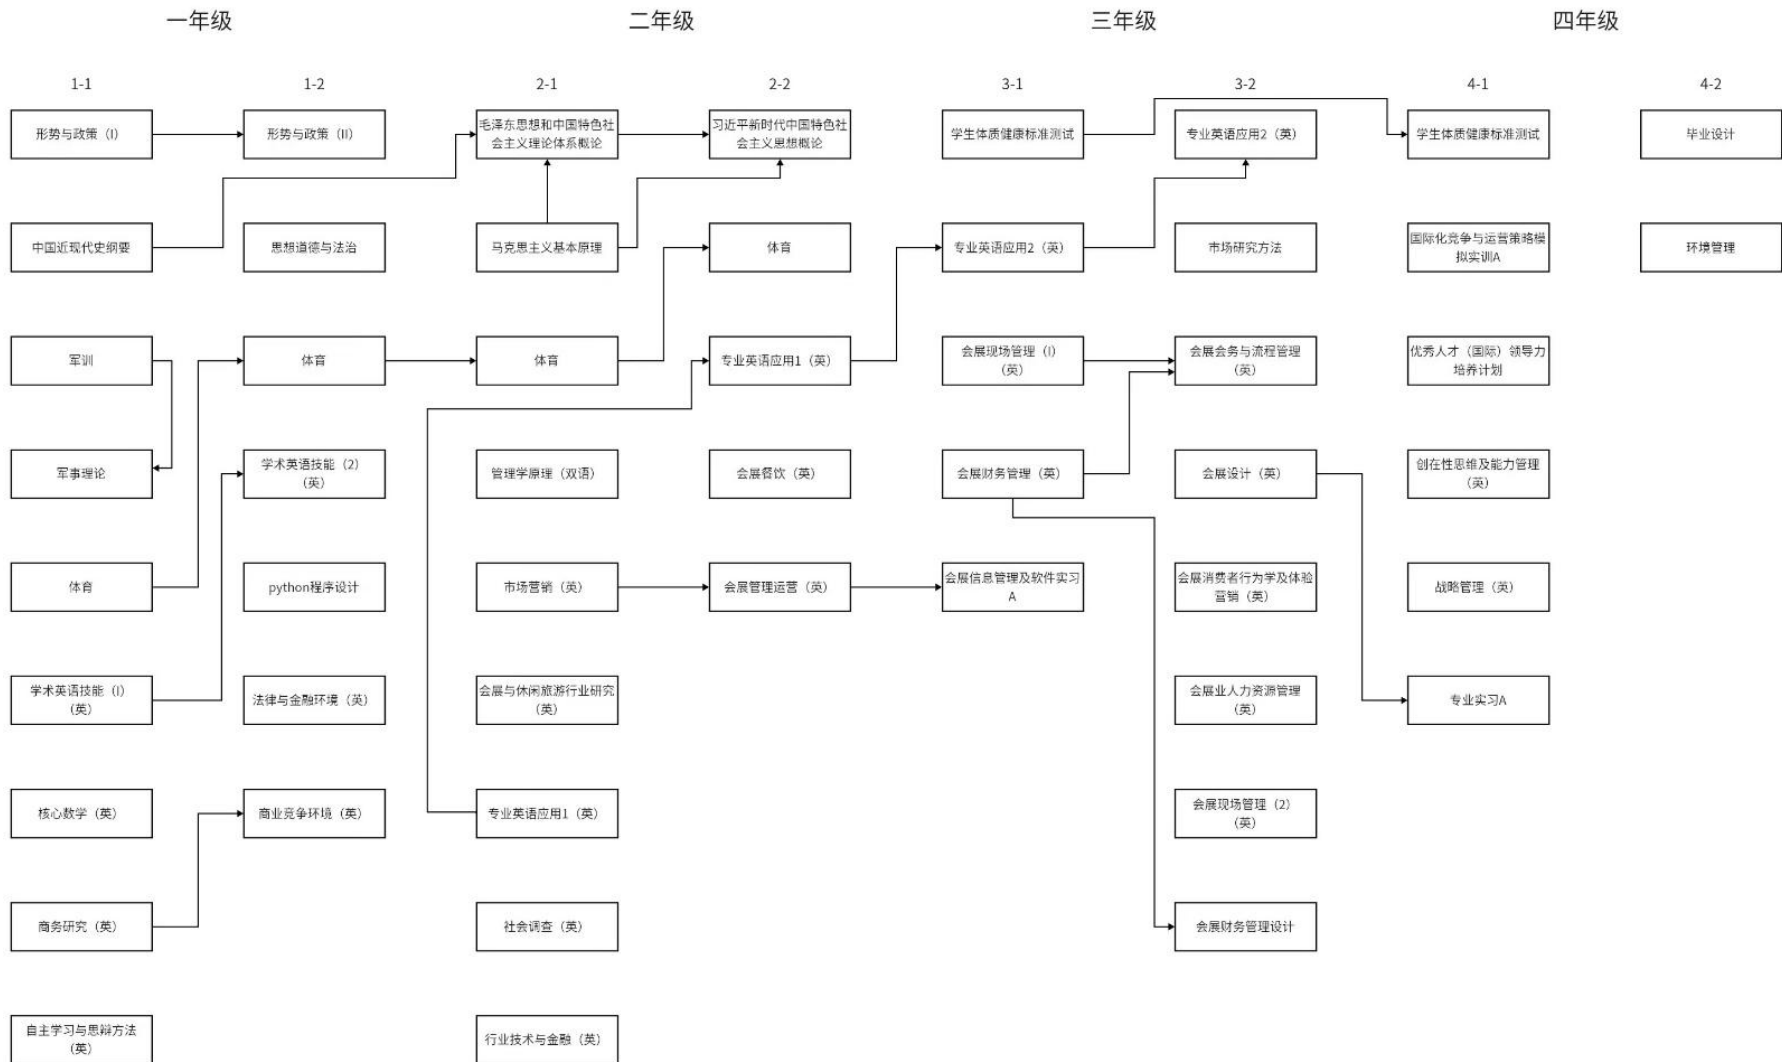 一年级
二年级
三年级
四年级
1-1
1-2
2-1
2-2
3-1
3-2
4-1
4-2
形势与政策（I）
形势与政策（II）
毛泽东思想和中国特色社
会主义理论体系概论
习近平新时代中国特色社
会主义思想概论
学生体质健康标准测试
专业英语应用2（英）
学生体质健康标准测试
毕业设计
中国近现代史纲要
思想道德与法治
马克思主义基本原理
体育
专业英语应用2（英）
市场研究方法
国际化竞争与运营策略模
拟实训A
环境管理
军训
体育
体育
专业英语应用1（英）
会展现场管理（I）
（英）
会展会务与流程管理
（英）
优秀人才（国际）领导力
培养计划
军事理论
学术英语技能（2）
（英）
管理学原理（双语）
会展餐饮（英）
会展财务管理（英）
会展设计（英）
创在性思维及能力管理
（英）
体育
python程序设计
市场营销（英）
会展管理运营（英）
会展信息管理及软件实习
A
会展消费者行为学及体验
营销（英）
战略管理（英）
学术英语技能（I）
（英）
法律与金融环境（英）
会展与休闲旅游行业研究
（英）
会展业人力资源管理
（英）
专业实习A
核心数学（英）
商业竞争环境（英）
专业英语应用1（英）
会展现场管理（2）
（英）
商务研究（英）
社会调查（英）
会展财务管理设计
自主学习与思辩方法
（英）
行业技术与金融（英）